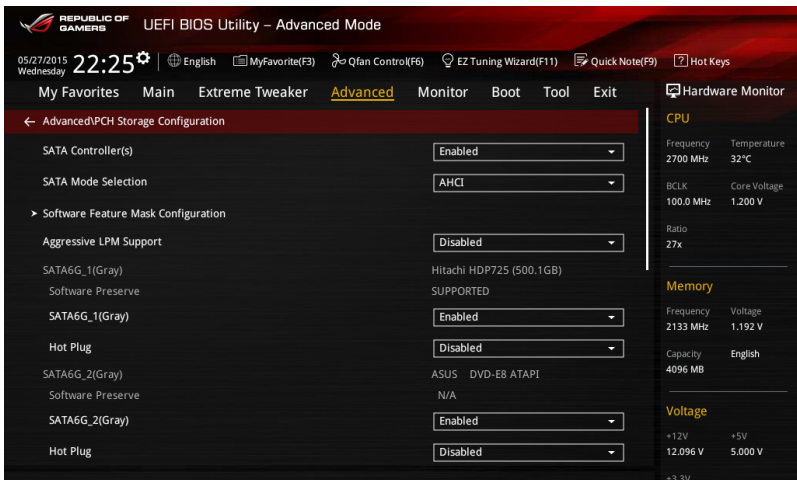 REPUBLIC OF
GAMERS
UEFI BIOS Utility – Advanced Mode
05/27/2015
Wednesday
22:25
English
MyFavorite(F3)
Qfan Control(F6)
EZ Tuning Wizard(F11)
Quick Note(F9)
? Hot Keys
My Favorites Main Extreme Tweaker Advanced Monitor Boot Tool Exit
← Advanced\PCH Storage Configuration
SATA Controller(s) Enabled
SATA Mode Selection AHCI
> Software Feature Mask Configuration
Aggressive LPM Support Disabled
SATA6G_1(Gray) Hitachi HDP725 (500.1GB)
Software Preserve SUPPORTED
SATA6G_1(Gray) Enabled
Hot Plug Disabled
SATA6G_2(Gray) ASUS DVD-E8 ATAPI
Software Preserve N/A
SATA6G_2(Gray) Enabled
Hot Plug Disabled
Hardware Monitor
CPU
Frequency Temperature
2700 MHz 32°C
BCLK Core Voltage
100.0 MHz 1.200 V
Ratio
27x
Memory
Frequency Voltage
2133 MHz 1.192 V
Capacity English
4096 MB
Voltage
+12V +5V
12.096 V 5.000 V
+3.3V